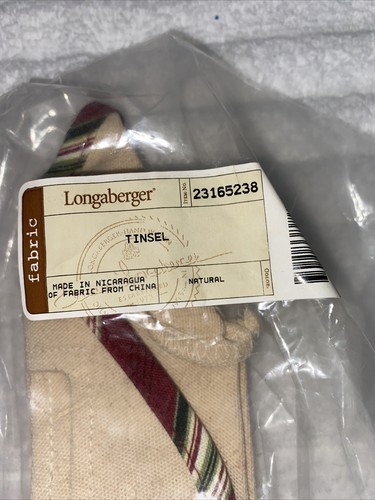 fabric
Longaberger®
Item No.
23165238
TINSEL
MADE IN NICARAGUA
OF FABRIC FROM CHINA
NATURAL